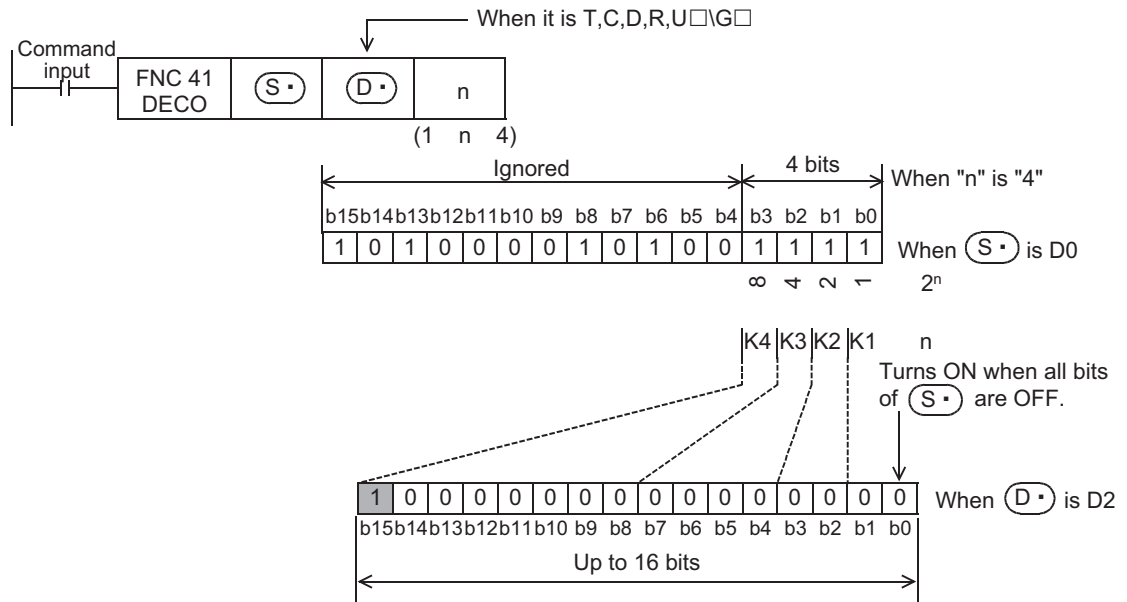 When it is T,C,D,R,U□\G□
Command
input
FNC 41
DECO
S·
D·
n
(1 n 4)
Ignored
4 bits
When "n" is "4"
b15 b14 b13 b12 b11 b10 b9 b8 b7 b6 b5 b4 b3 b2 b1 b0
1 0 1 0 0 0 0 1 0 1 0 0 1 1 1 1
When S· is D0
8 4 2 1 2ⁿ
K4 K3 K2 K1 n
Turns ON when all bits
of S· are OFF.
1 0 0 0 0 0 0 0 0 0 0 0 0 0 0 0
When D· is D2
b15 b14 b13 b12 b11 b10 b9 b8 b7 b6 b5 b4 b3 b2 b1 b0
Up to 16 bits